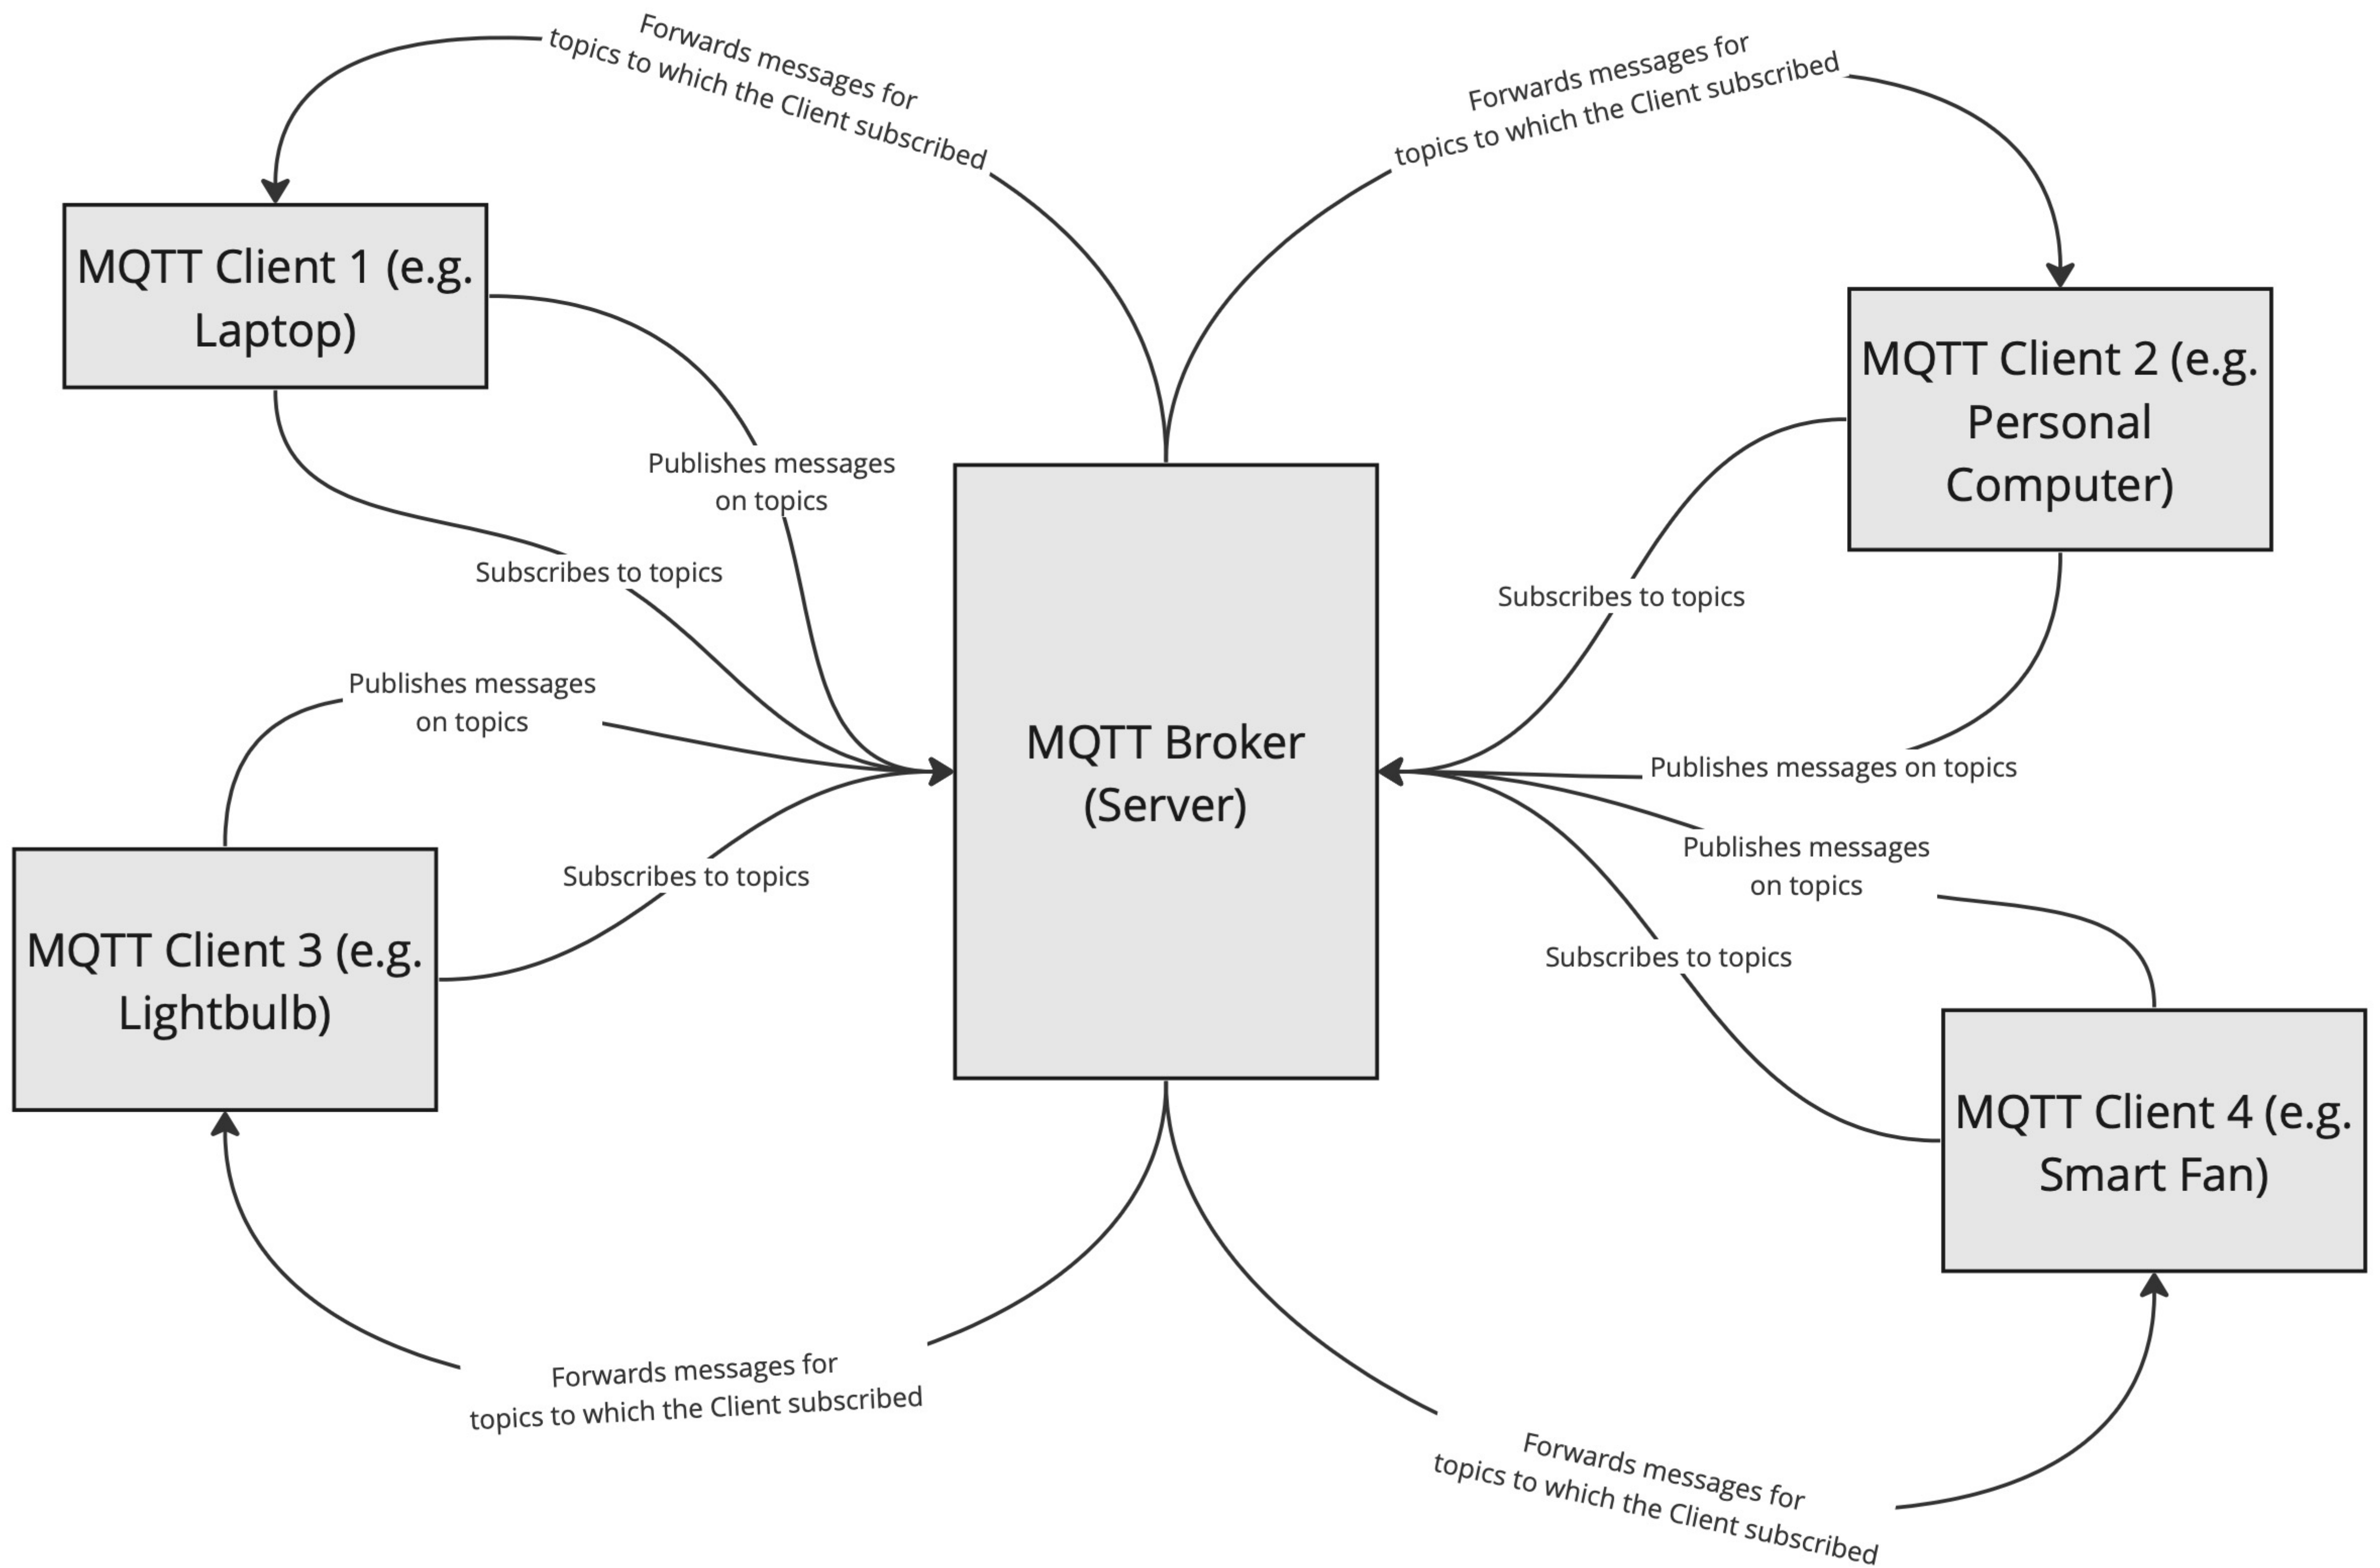 Forwards messages for
topics to which the Client subscribed
Forwards messages for
topics to which the Client subscribed
MQTT Client 1 (e.g.
Laptop)
MQTT Client 2 (e.g.
Personal
Computer)
Publishes messages
on topics
Subscribes to topics
Subscribes to topics
Publishes messages
on topics
MQTT Broker
(Server)
Publishes messages on topics
Subscribes to topics
Publishes messages
on topics
MQTT Client 3 (e.g.
Lightbulb)
Subscribes to topics
MQTT Client 4 (e.g.
Smart Fan)
Forwards messages for
topics to which the Client subscribed
Forwards messages for
topics to which the Client subscribed